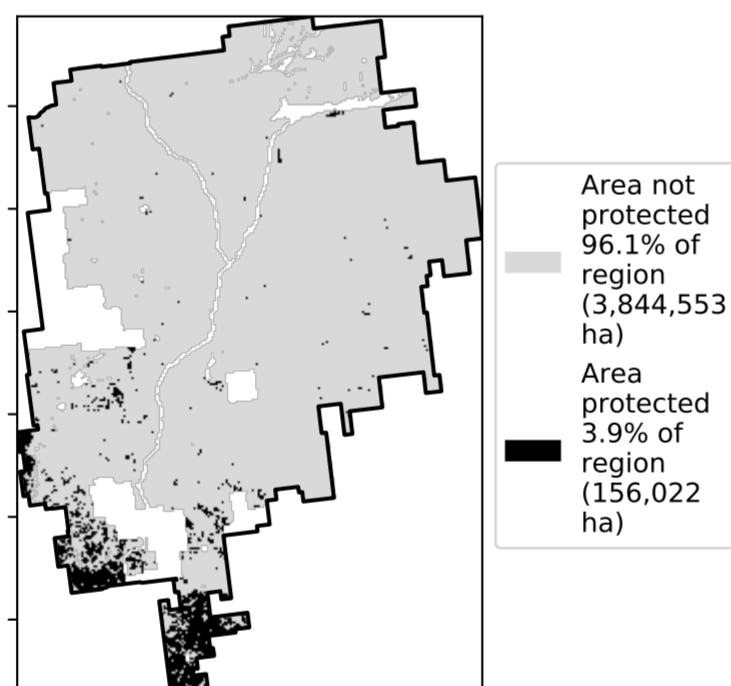 Area not
protected
96.1% of
region
(3,844,553
ha)
Area
protected
3.9% of
region
(156,022
ha)